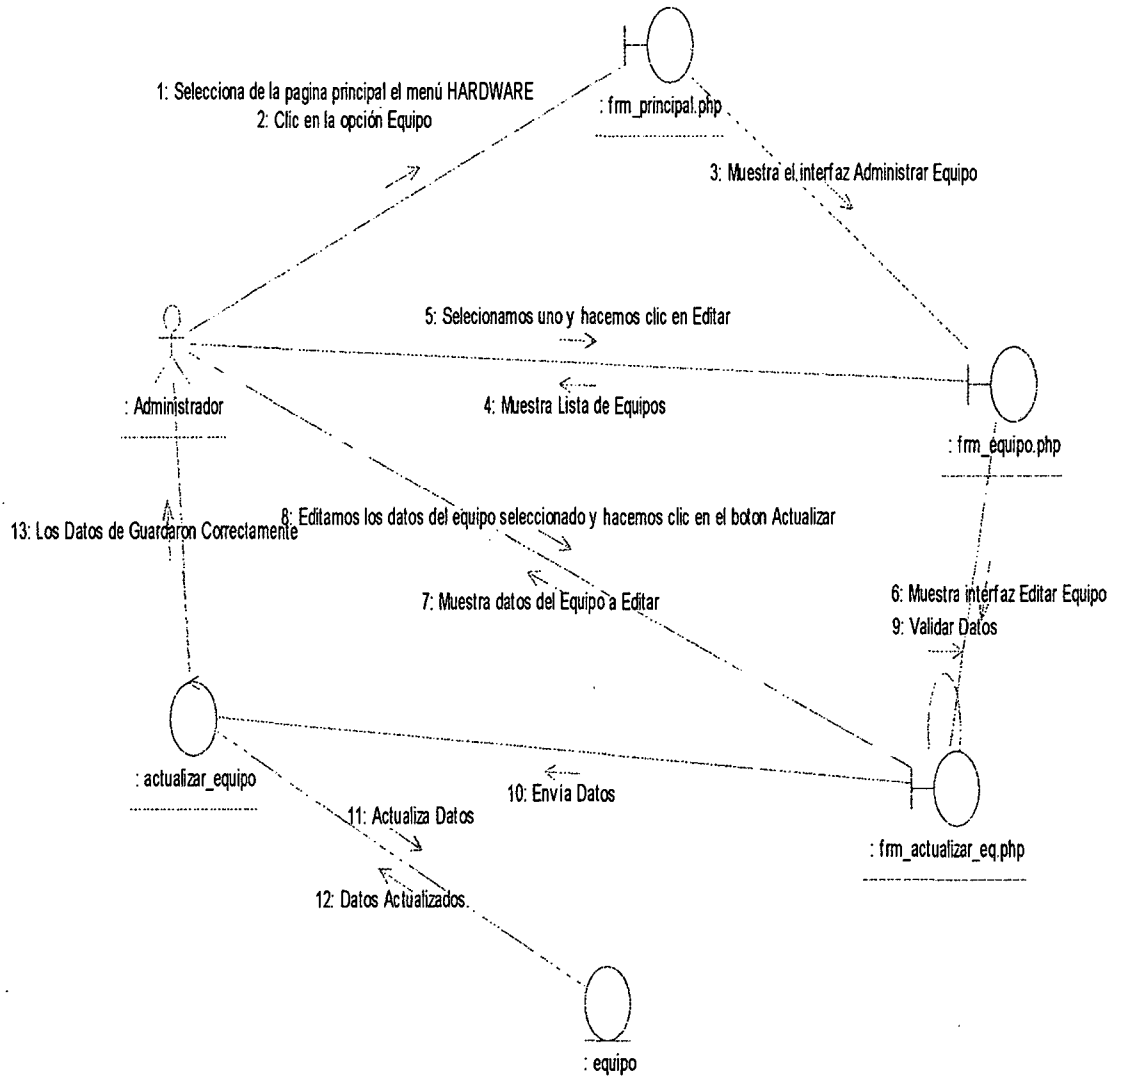 1: Selecciona de la pagina principal el menú HARDWARE
2: Clic en la opción Equipo
: frm_principal.php
3: Muestra el interfaz Administrar Equipo
5: Selecionamos uno y hacemos clic en Editar
4: Muestra Lista de Equipos
: Administrador
: frm_equipo.php
8: Editamos los datos del equipo seleccionado y hacemos clic en el boton Actualizar
13: Los Datos de Guardaron Correctamente
7: Muestra datos del Equipo a Editar
6: Muestra interfaz Editar Equipo
9: Validar Datos
: actualizar_equipo
10: Envía Datos
11: Actualiza Datos
: frm_actualizar_eq.php
12: Datos Actualizados
: equipo